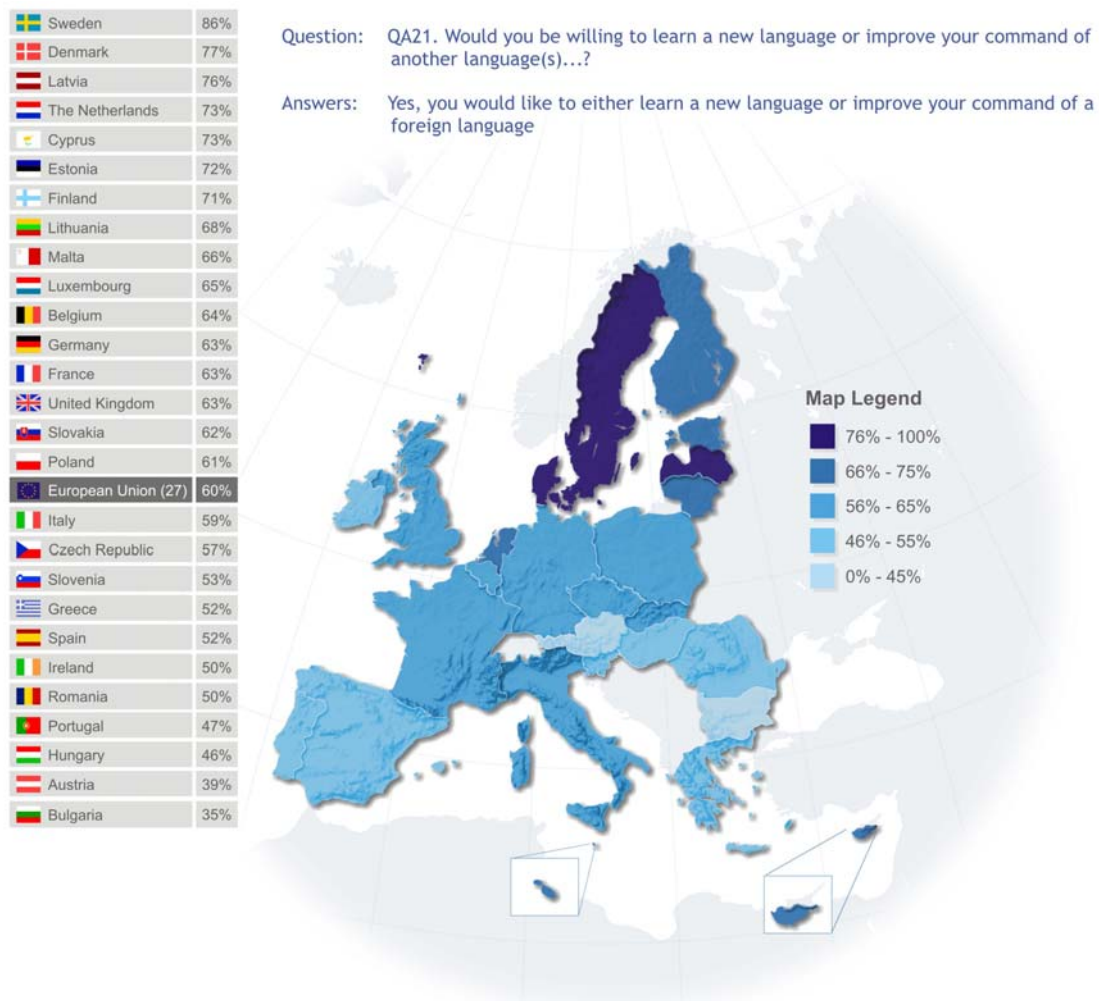 Sweden 86%
Denmark 77%
Latvia 76%
The Netherlands 73%
Cyprus 73%
Estonia 72%
Finland 71%
Lithuania 68%
Malta 66%
Luxembourg 65%
Belgium 64%
Germany 63%
France 63%
United Kingdom 63%
Slovakia 62%
Poland 61%
European Union (27) 60%
Italy 59%
Czech Republic 57%
Slovenia 53%
Greece 52%
Spain 52%
Ireland 50%
Romania 50%
Portugal 47%
Hungary 46%
Austria 39%
Bulgaria 35%
Question: QA21. Would you be willing to learn a new language or improve your command of
another language(s)...?
Answers: Yes, you would like to either learn a new language or improve your command of a
foreign language
Map Legend
76% - 100%
66% - 75%
56% - 65%
46% - 55%
0% - 45%